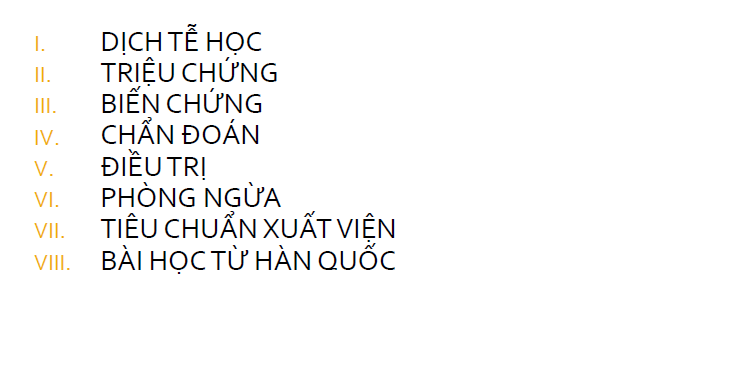 I. DỊCH TỄ HỌC
II. TRIỆU CHỨNG
III. BIẾN CHỨNG
IV. CHẨN ĐOÁN
V. ĐIỀU TRỊ
VI. PHÒNG NGỪA
VII. TIÊU CHUẨN XUẤT VIỆN
VIII. BÀI HỌC TỪ HÀN QUỐC